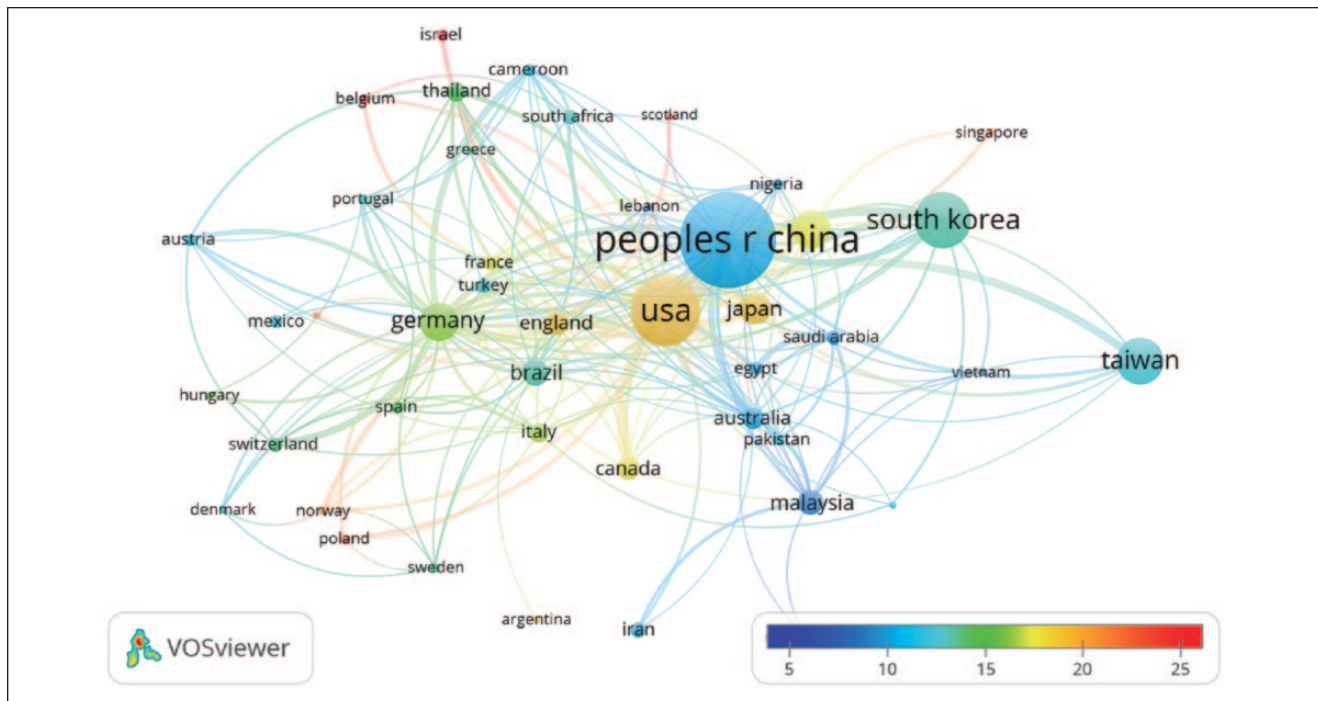 israel
cameroon
thailand
belgium
south africa
scotland
singapore
greece
nigeria
portugal
lebanon
south korea
austria
peoples r china
france
turkey
usa
japan
mexico
germany
england
saudi arabia
taiwan
brazil
egypt
vietnam
hungary
spain
australia
italy
pakistan
switzerland
canada
malaysia
denmark
norway
poland
sweden
argentina
iran
VOSviewer
5 10 15 20 25